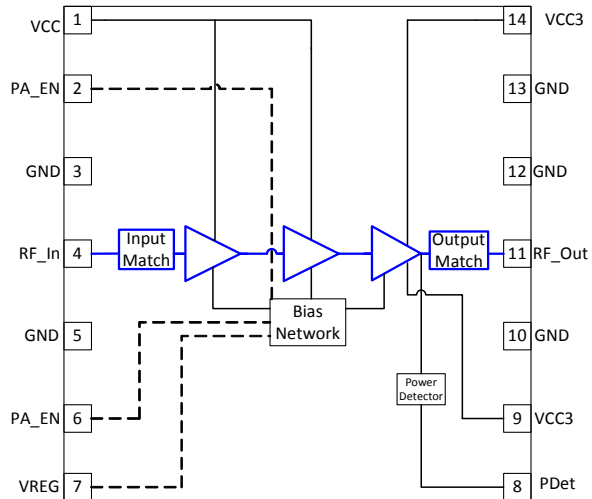 VCC 1
14 VCC3
PA_EN 2
13 GND
GND 3
12 GND
RF_In 4
Input
Match
Output
Match
11 RF_Out
Bias
Network
GND 5
10 GND
Power
Detector
PA_EN 6
9 VCC3
VREG 7
8 PDet